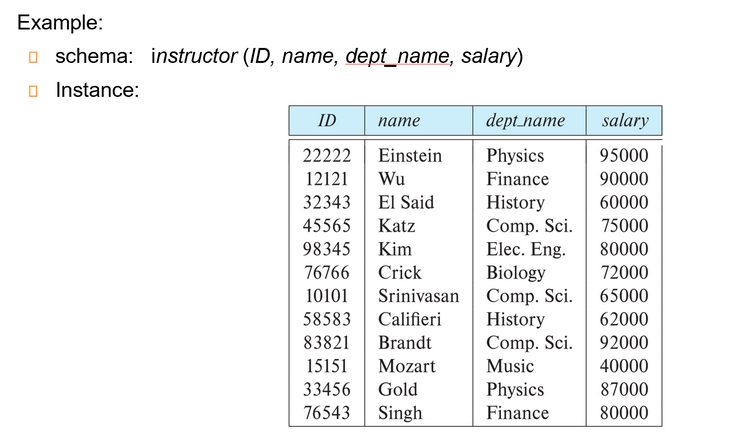 Example:
schema: instructor (ID, name, dept_name, salary)
Instance:
ID name dept_name salary
22222 Einstein Physics 95000
12121 Wu Finance 90000
32343 El Said History 60000
45565 Katz Comp. Sci. 75000
98345 Kim Elec. Eng. 80000
76766 Crick Biology 72000
10101 Srinivasan Comp. Sci. 65000
58583 Califieri History 62000
83821 Brandt Comp. Sci. 92000
15151 Mozart Music 40000
33456 Gold Physics 87000
76543 Singh Finance 80000